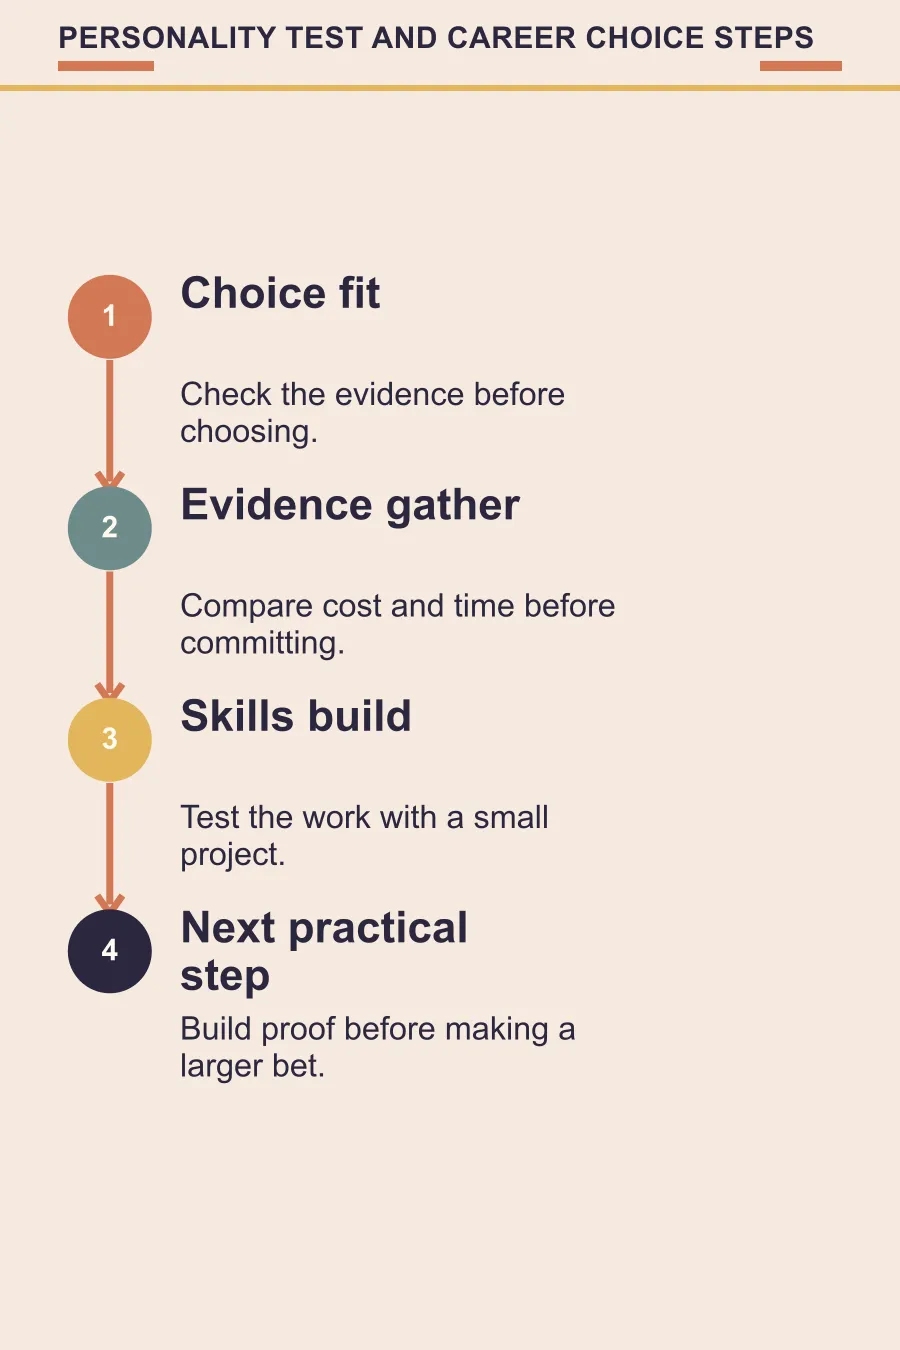 PERSONALITY TEST AND CAREER CHOICE STEPS
1
Choice fit
Check the evidence before
choosing.
2
Evidence gather
Compare cost and time before
committing.
3
Skills build
Test the work with a small
project.
4
Next practical
step
Build proof before making a
larger bet.